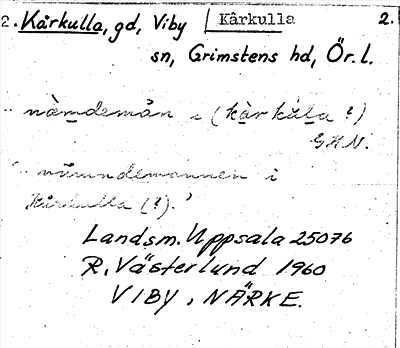 2. Kårkulla, gd, Viby Kårkulla 2.
sn, Grimstens hd, Ör. l.
nämdemån i (kårkúla ?)
G.H.N.
nämndemannen i
Kårkulla (?).'
Landsm. Uppsala 25076
R. Västerlund 1960
VIBY, NÄRKE.